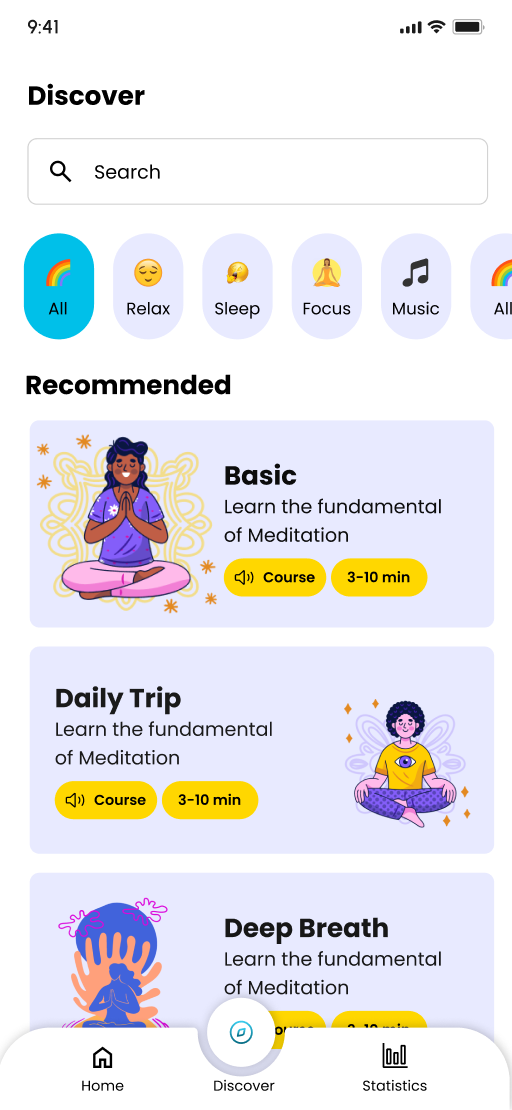 9:41
Discover
Search
All
Relax
Sleep
Focus
Music
All
Recommended
Basic
Learn the fundamental
of Meditation
Course
3-10 min
Daily Trip
Learn the fundamental
of Meditation
Course
3-10 min
Deep Breath
Learn the fundamental
of Meditation
Home
Discover
Statistics